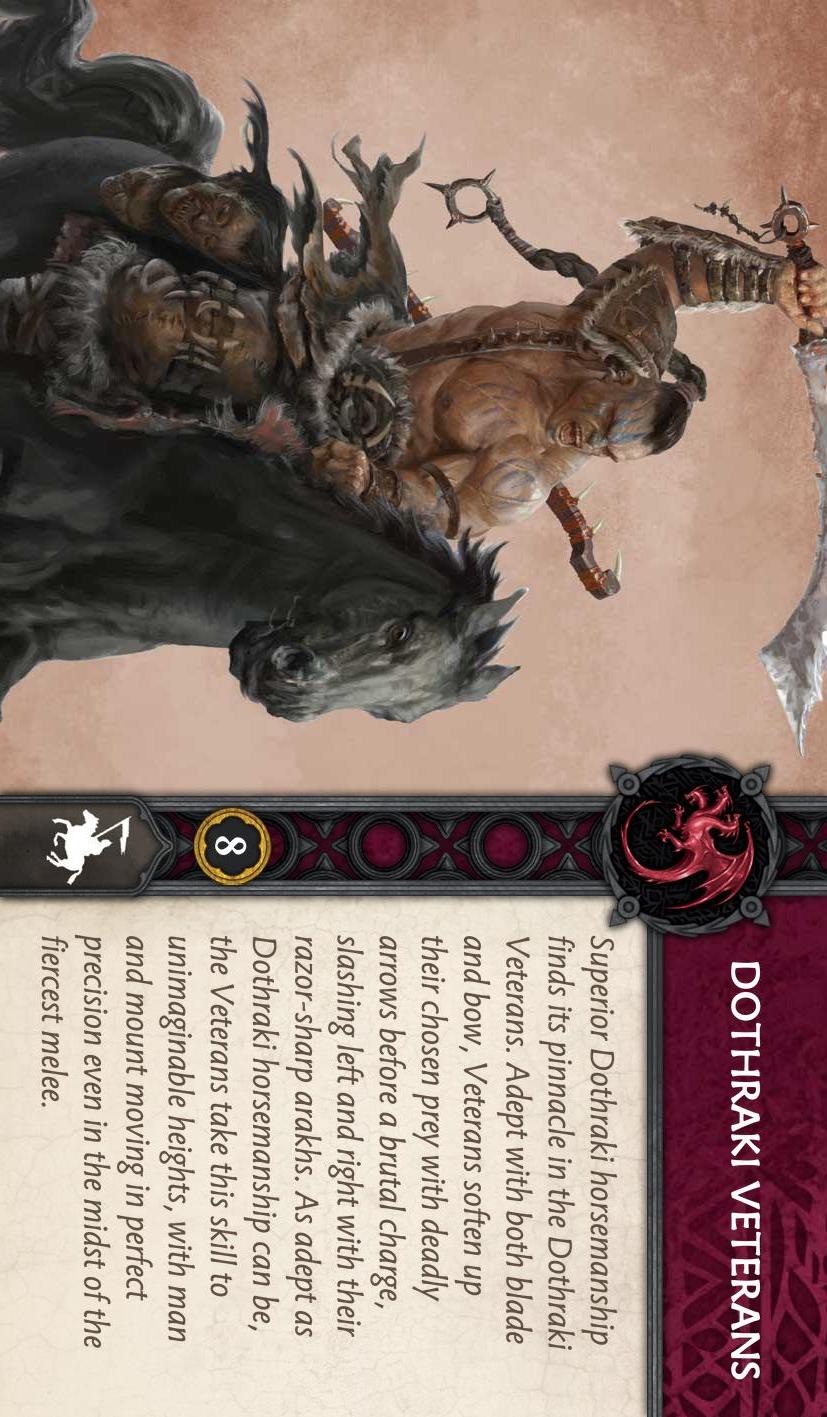 DOTHRAKI VETERANS
Superior Dothraki horsemanship
finds its pinnacle in the Dothraki
Veterans. Adept with both blade
and bow, Veterans soften up
their chosen prey with deadly
arrows before a brutal charge,
slashing left and right with their
razor-sharp arakhs. As adept as
Dothraki horsemanship can be,
the Veterans take this skill to
unimaginable heights, with man
and mount moving in perfect
precision even in the midst of the
fiercest melee.
8